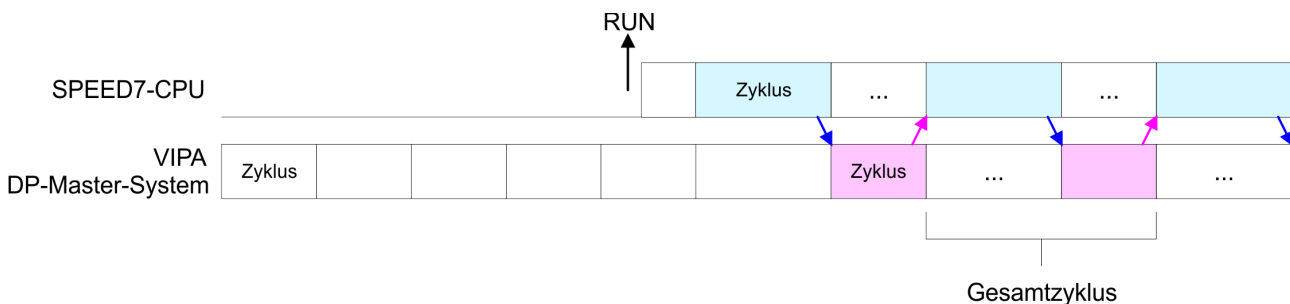 RUN
SPEED7-CPU
Zyklus
...
...
VIPA
DP-Master-System
Zyklus
Zyklus
...
...
Gesamtzyklus